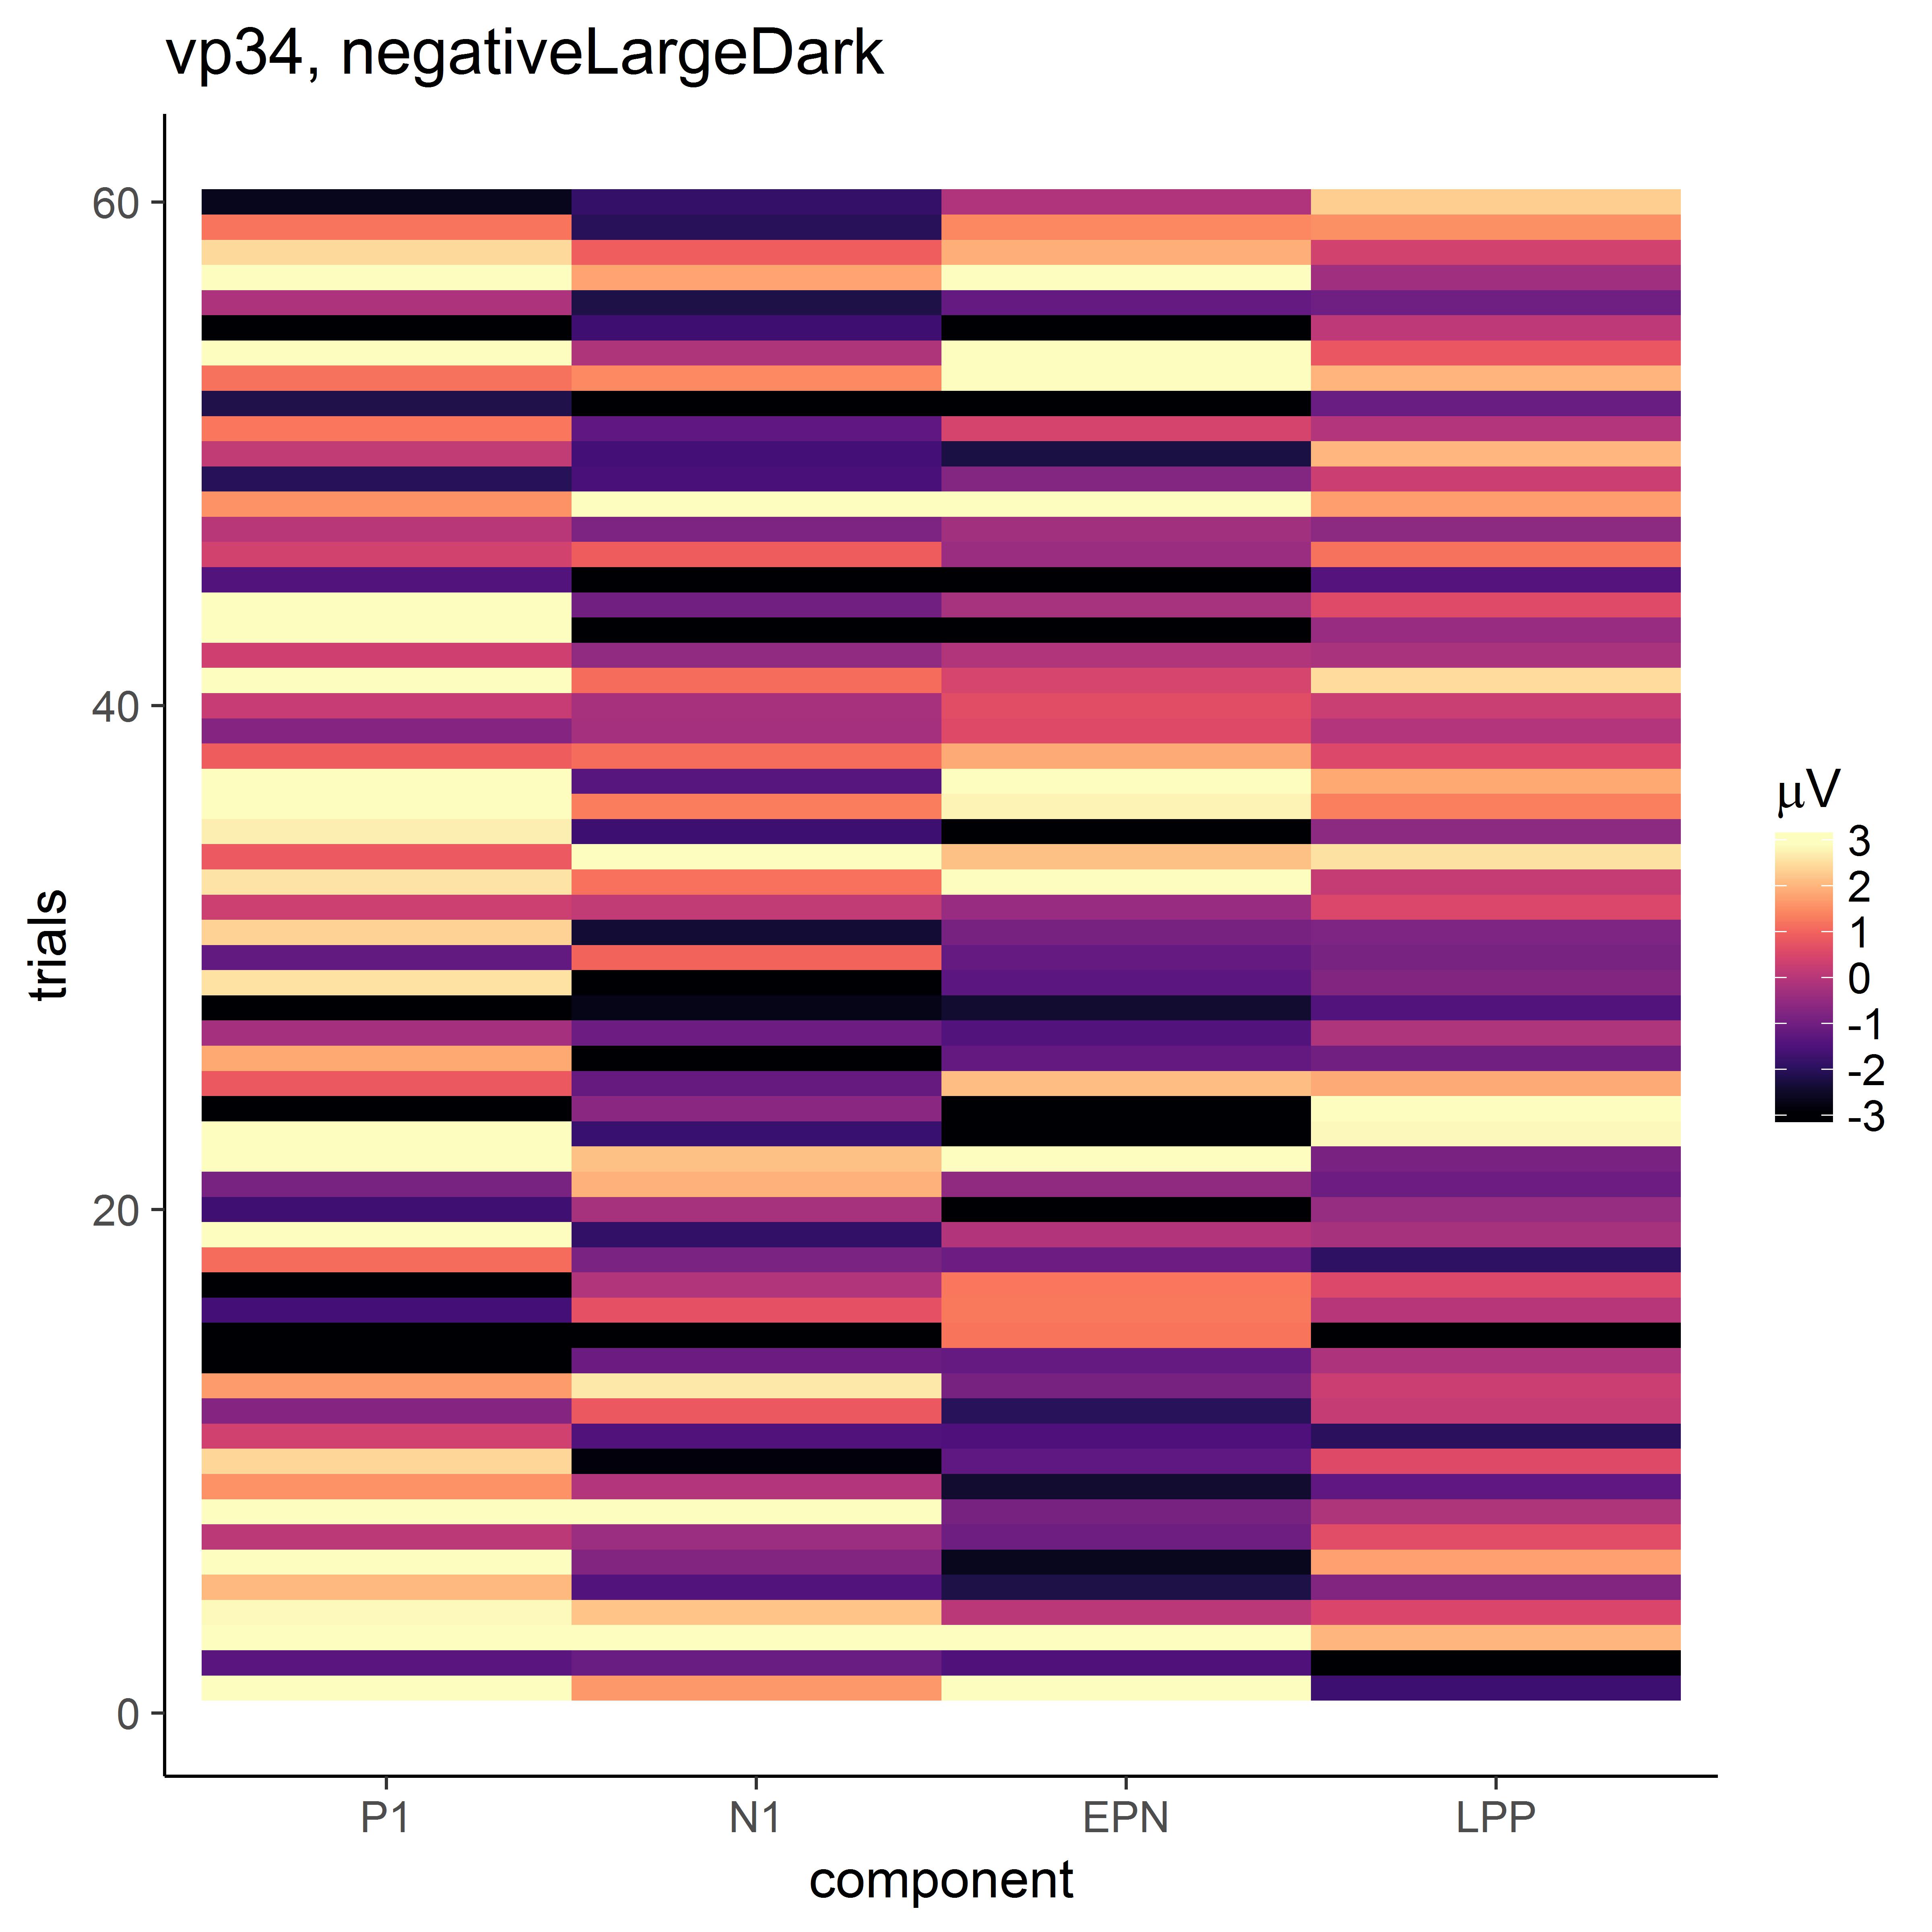 vp34, negativeLargeDark
60
40
20
0
trials
P1 N1 EPN LPP
component
µV
3
2
1
0
-1
-2
-3